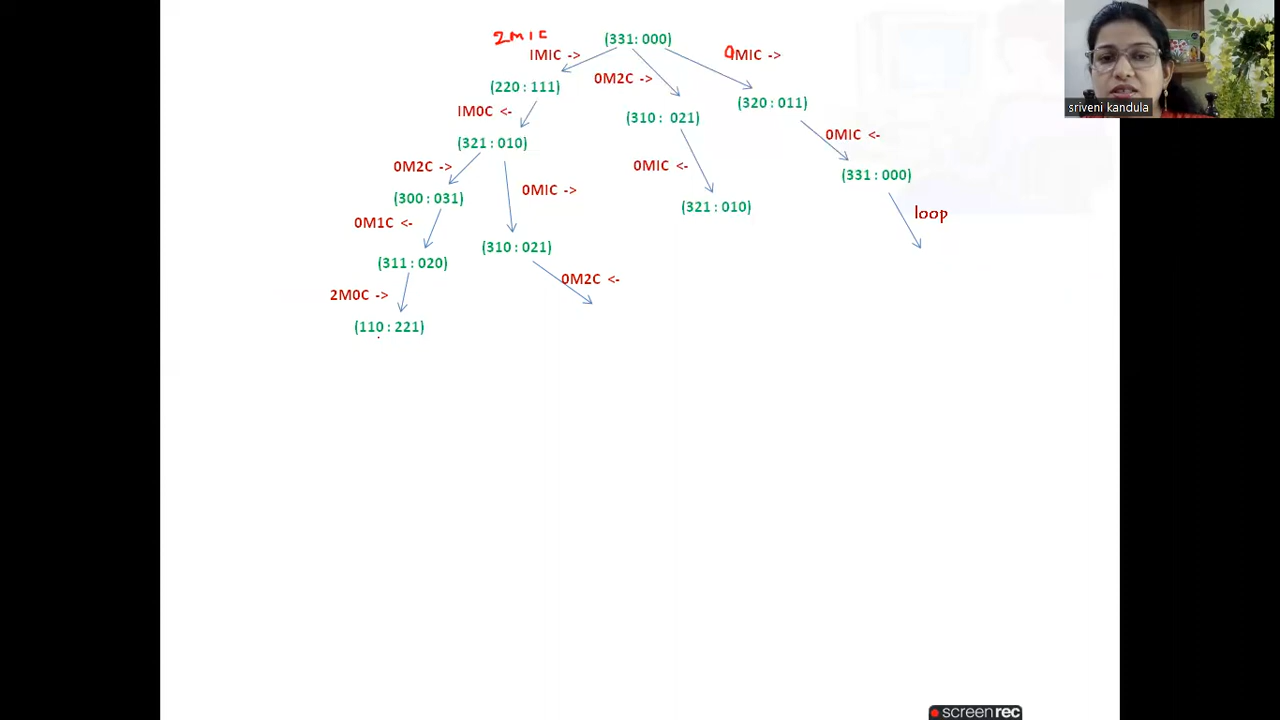 2M1C
(331:000)
1M1C ->
0M2C ->
0M1C ->
(220:111)
(310: 021)
(320:011)
1M0C <-
0M1C <-
0M1C <-
(321:010)
(331:000)
0M2C ->
0M1C ->
(321:010)
loop
(300:031)
0M1C <-
(310:021)
(311:020)
0M2C <-
2M0C ->
(110:221)
sriveni kandula
screenrec